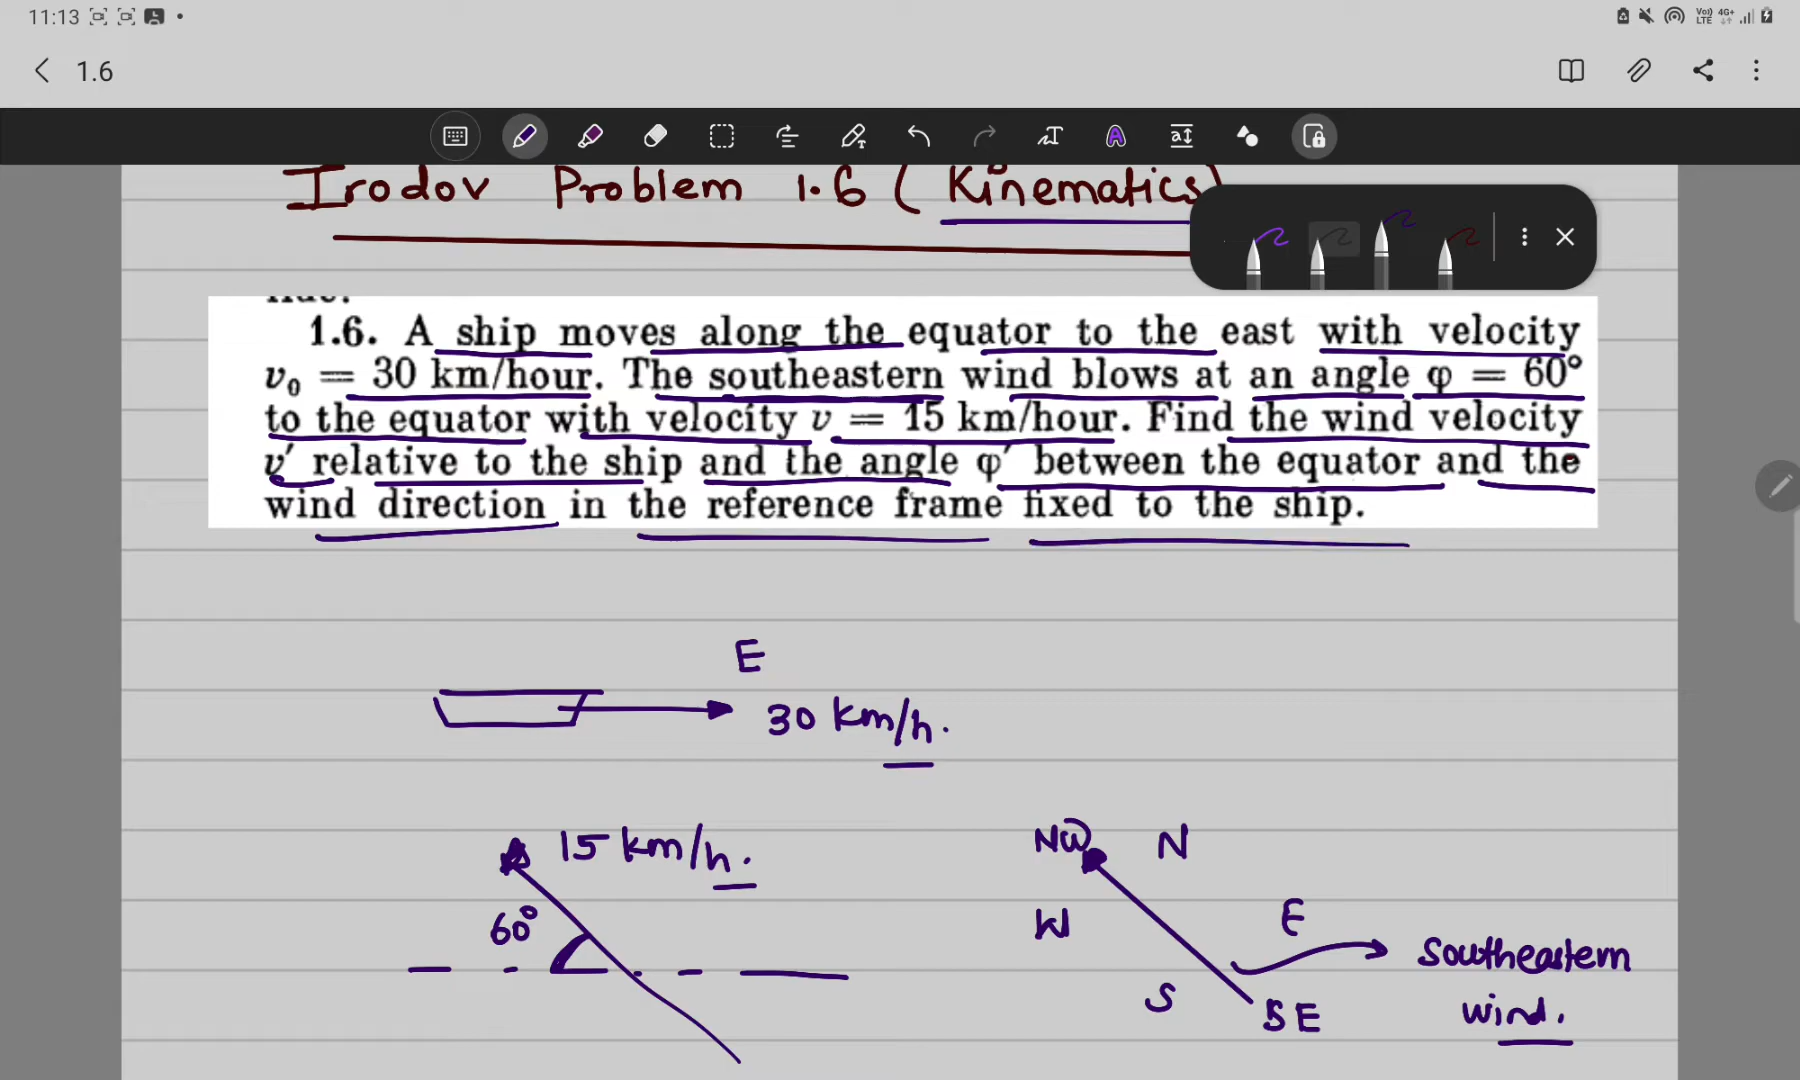 11:13
Vo)) 4G+
LTE
1.6
Irodov Problem 1.6 (Kinematics)
1.6. A ship moves along the equator to the east with velocity
v₀ = 30 km/hour. The southeastern wind blows at an angle φ = 60°
to the equator with velocity v = 15 km/hour. Find the wind velocity
v′ relative to the ship and the angle φ′ between the equator and the
wind direction in the reference frame fixed to the ship.
E
30 km/h.
15 km/h.
NW N
60°
W E
Southeastern
S SE
wind.